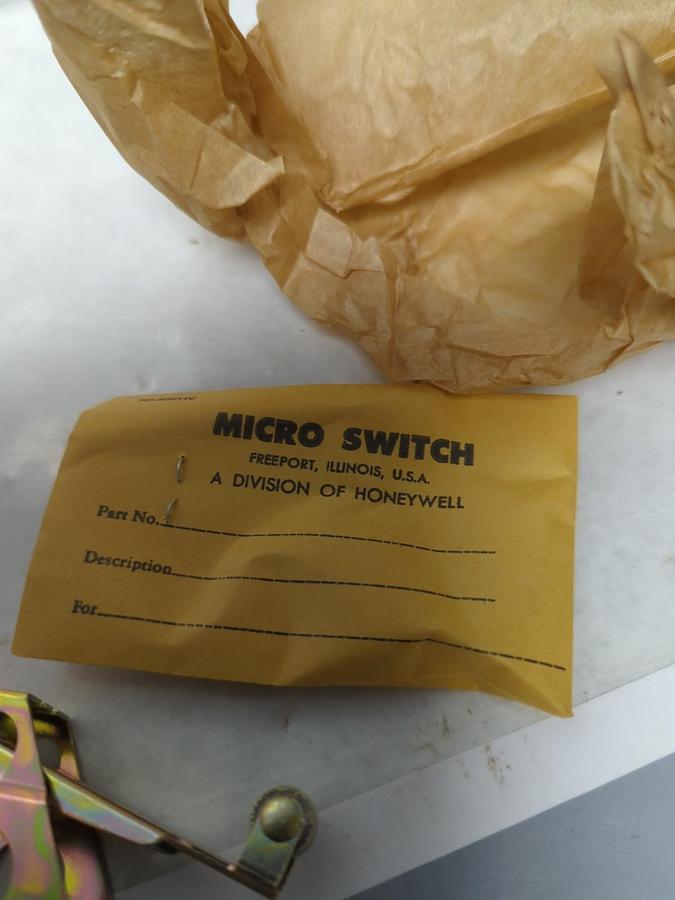 MICRO SWITCH
FREEPORT, ILLINOIS, U.S.A.
A DIVISION OF HONEYWELL
Part No.
Description
For